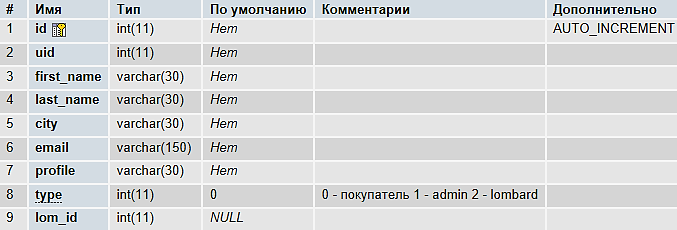 # Имя Тип По умолчанию Комментарии Дополнительно
1 id int(11) Нет AUTO_INCREMENT
2 uid int(11) Нет
3 first_name varchar(30) Нет
4 last_name varchar(30) Нет
5 city varchar(30) Нет
6 email varchar(150) Нет
7 profile varchar(30) Нет
8 type int(11) 0 0 - покупатель 1 - admin 2 - lombard
9 lom_id int(11) NULL